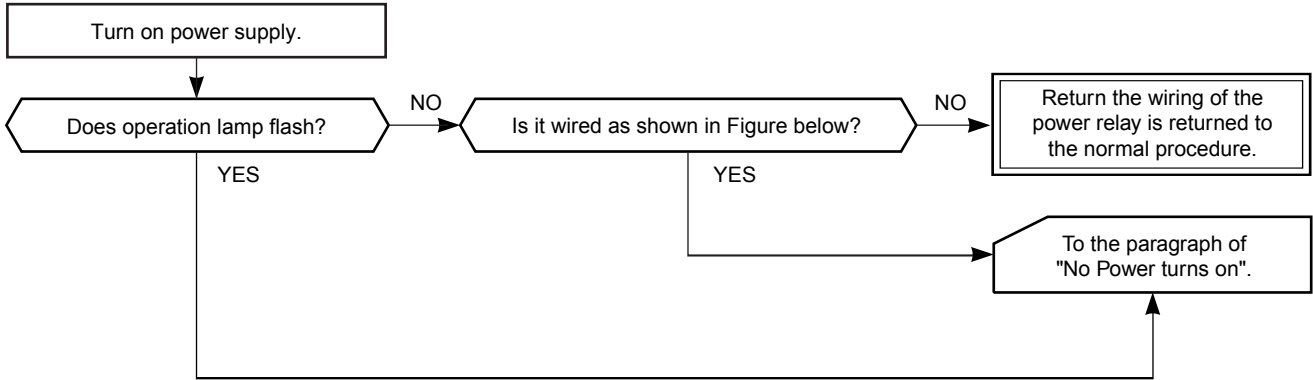 Turn on power supply.
Does operation lamp flash?
NO
Is it wired as shown in Figure below?
NO
Return the wiring of the
power relay is returned to
the normal procedure.
YES
YES
To the paragraph of
"No Power turns on".